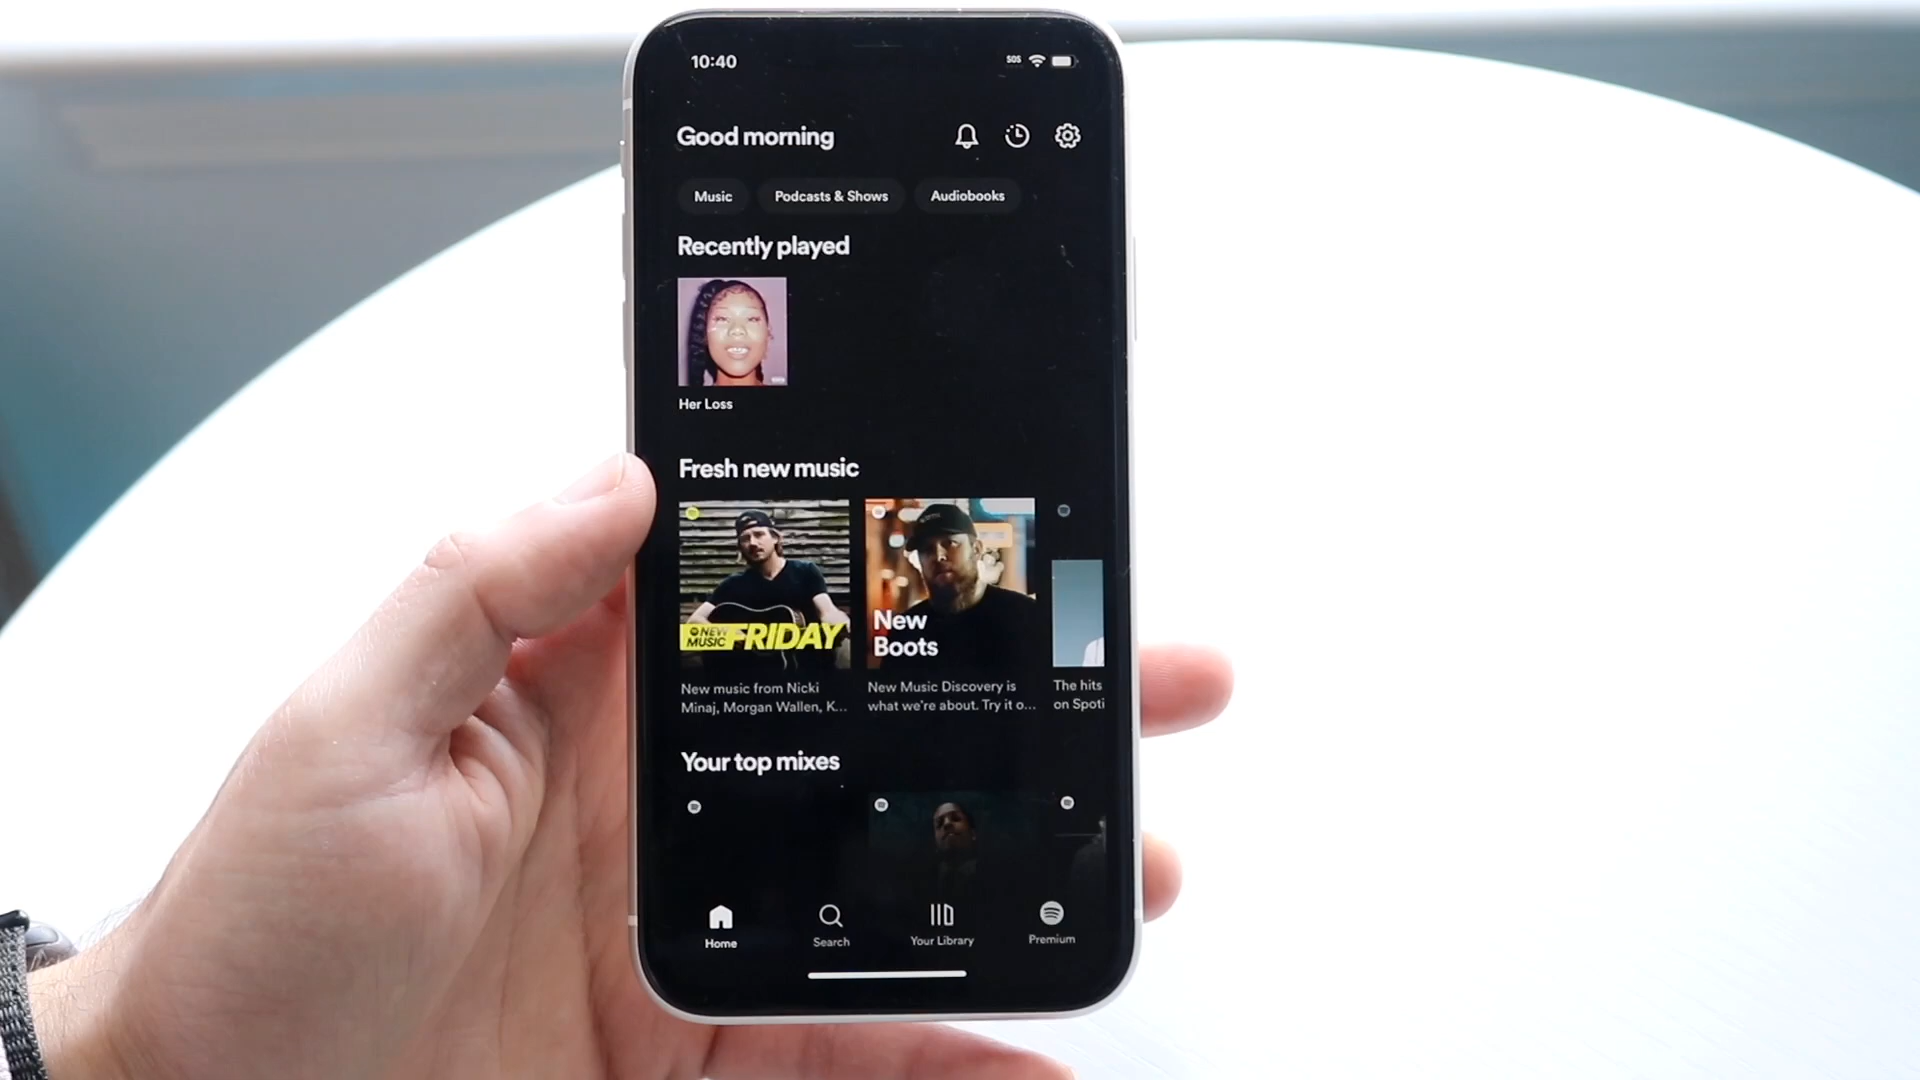 10:40
SOS
Good morning
Music
Podcasts & Shows
Audiobooks
Recently played
Her Loss
Fresh new music
NEW
MUSIC
FRIDAY
New
Boots
New music from Nicki
Minaj, Morgan Wallen, K...
New Music Discovery is
what we're about. Try it o...
The hits
on Spoti
Your top mixes
Home
Search
Your Library
Premium